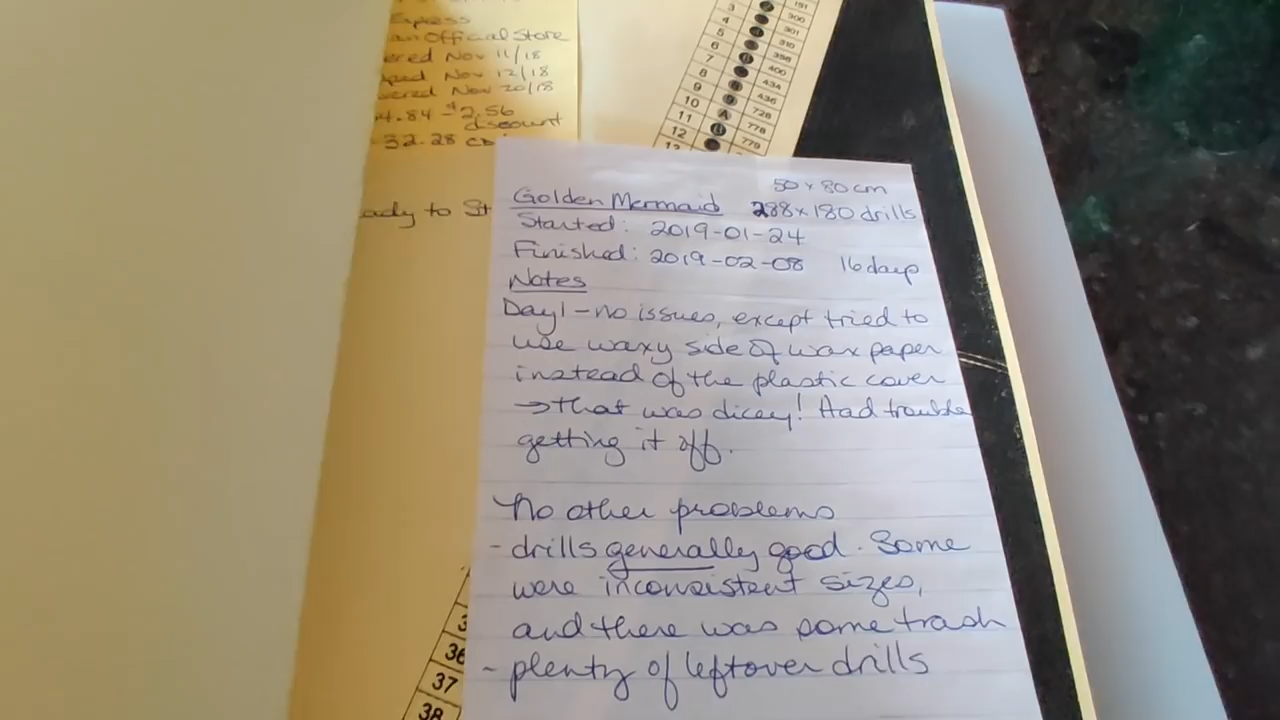 Express
an Official Store
ered Nov 11/18
pped Nov 12/18
vered Nov 20/18
4.84 - $2.56
discount
32.28 CD
ady to St
3 191
4 300
5 301
6 310
7
8 400
9 434
10 436
11 A 728
12 778
779
50 x 80 cm
Golden Mermaid 288 x 180 drills
Started: 2019-01-24
Finished: 2019-02-08 16 days
Notes
Day 1 - no issues, except tried to
use waxy side of wax paper
instead of the plastic cover
→ that was dicey! Had trouble
getting it off.
No other problems
- drills generally good. Some
were inconsistent sizes,
and there was some trash
- plenty of leftover drills
36
37
38